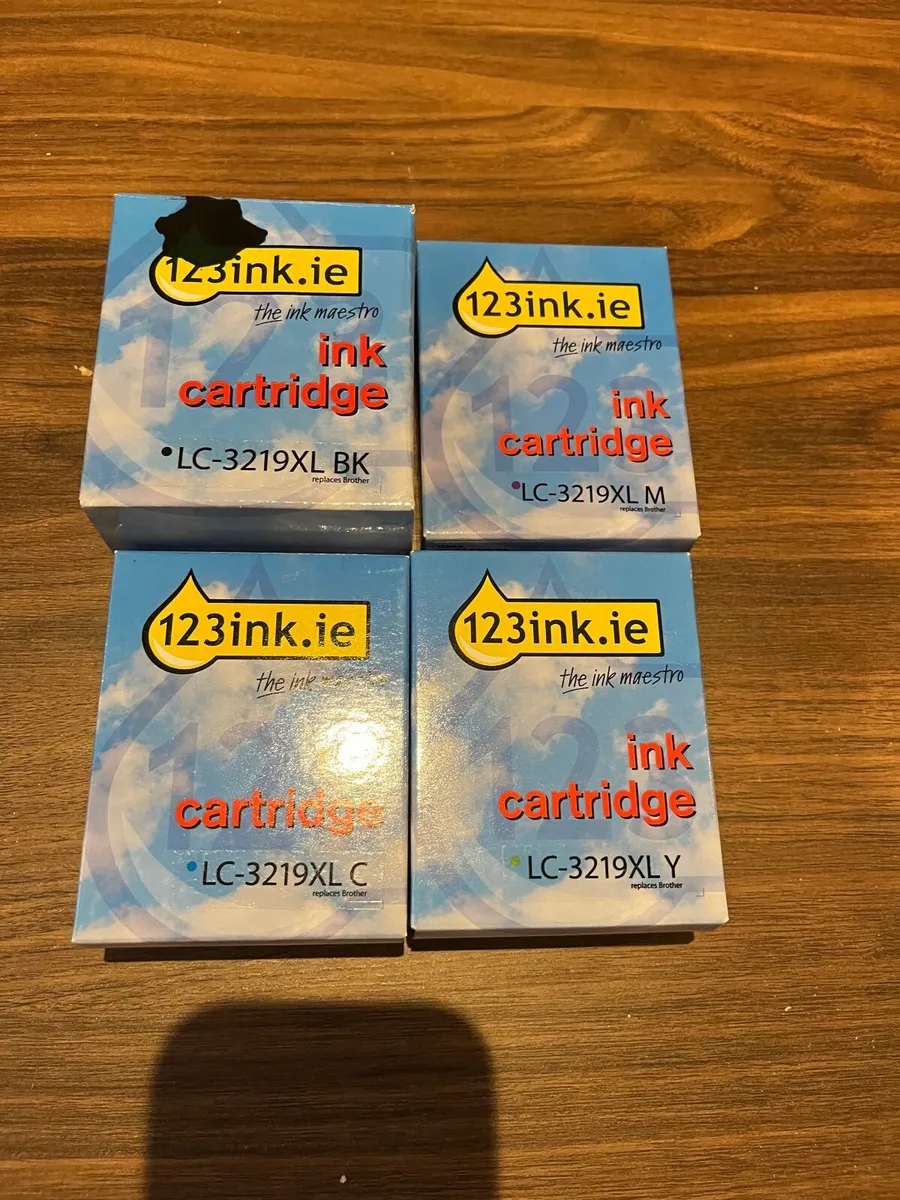 123ink.ie
the ink maestro
ink
cartridge
LC-3219XL BK
replaces Brother
123ink.ie
the ink maestro
123
ink
cartridge
LC-3219XL M
replaces Brother
123ink.ie
the ink
cartridge
LC-3219XL C
replaces Brother
123ink.ie
the ink maestro
123
ink
cartridge
LC-3219XL Y
replaces Brother